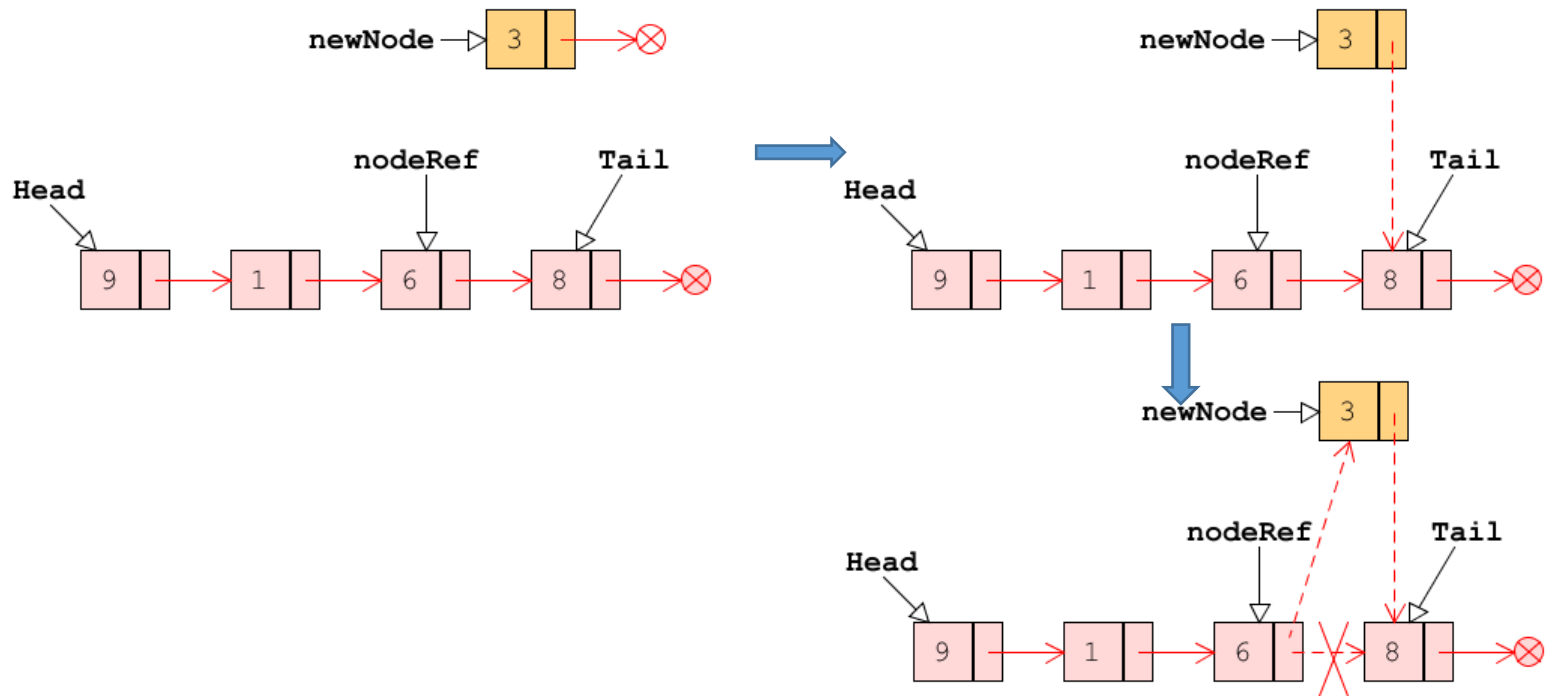 newNode 3
nodeRef Tail
Head
9 1 6 8
newNode 3
nodeRef Tail
Head
9 1 6 8
newNode 3
nodeRef Tail
Head
9 1 6 8